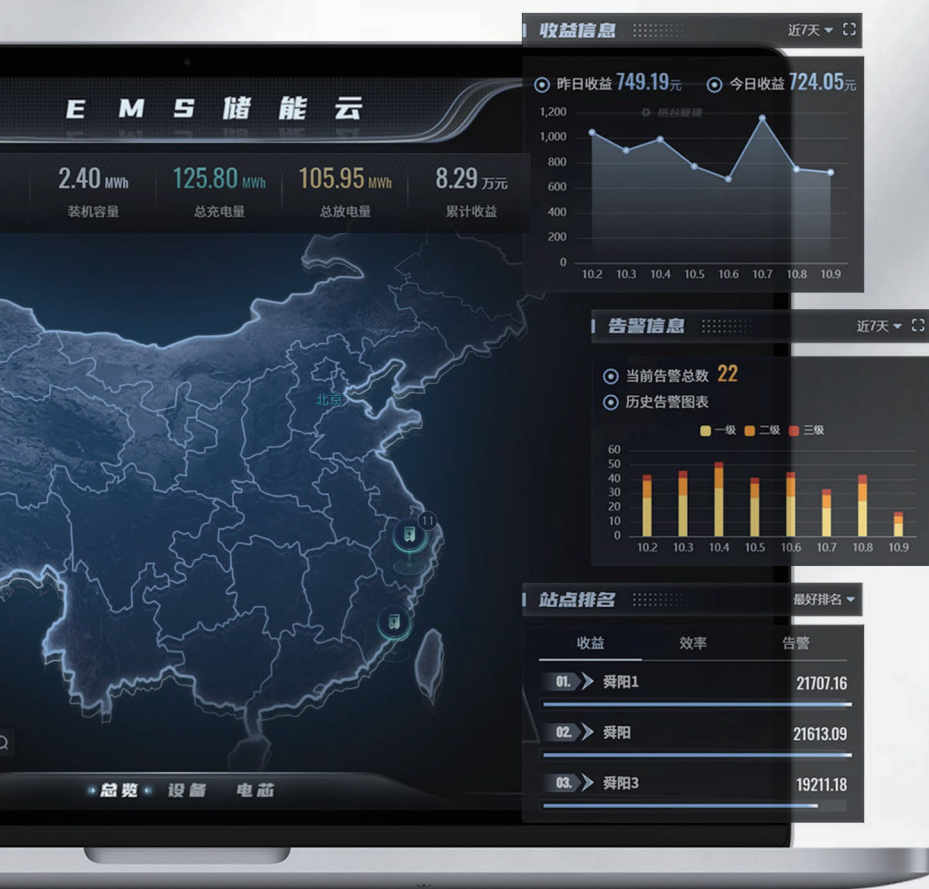 收益信息
近7天
昨日收益 749.19元
今日收益 724.05元
后台管理
1,200
1,000
800
600
400
200
0
10.2 10.3 10.4 10.5 10.6 10.7 10.8 10.9
EMS储能云
2.40 MWh
装机容量
125.80 MWh
总充电量
105.95 MWh
总放电量
8.29 万元
累计收益
北京
11
告警信息
近7天
当前告警总数 22
历史告警图表
一级 二级 三级
60
50
40
30
20
10
0
10.2 10.3 10.4 10.5 10.6 10.7 10.8 10.9
站点排名
最好排名
收益 效率 告警
01. 舜阳1 21707.16
02. 舜阳 21613.09
03. 舜阳3 19211.18
总览 设备 电芯